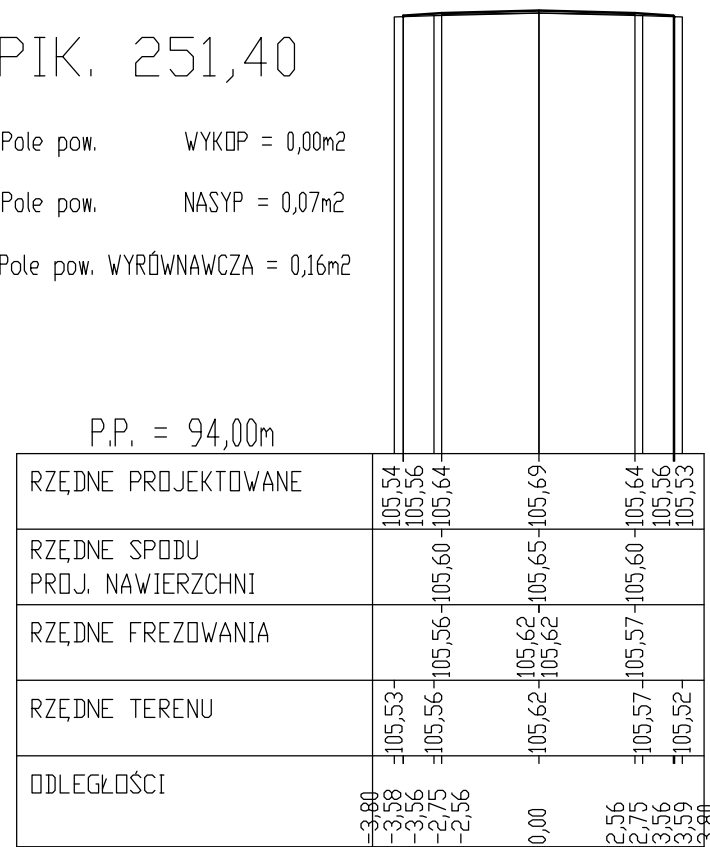 PIK. 251,40
Pole pow. WYKOP = 0,00m2
Pole pow. NASYP = 0,07m2
Pole pow. WYRÓWNAWCZA = 0,16m2
P.P. = 94,00m
RZĘDNE PROJEKTOWANE 105,54 105,56 105,64 105,69 105,64 105,56 105,53
RZĘDNE SPODU
PROJ. NAWIERZCHNI 105,60 105,65 105,60
RZĘDNE FREZOWANIA 105,56 105,62 105,62 105,57
RZĘDNE TERENU 105,53 105,56 105,62 105,57 105,52
ODLEGŁOŚCI -3,80 -3,58 -3,56 -2,75 -2,56 0,00 2,56 2,75 3,56 3,59 3,80